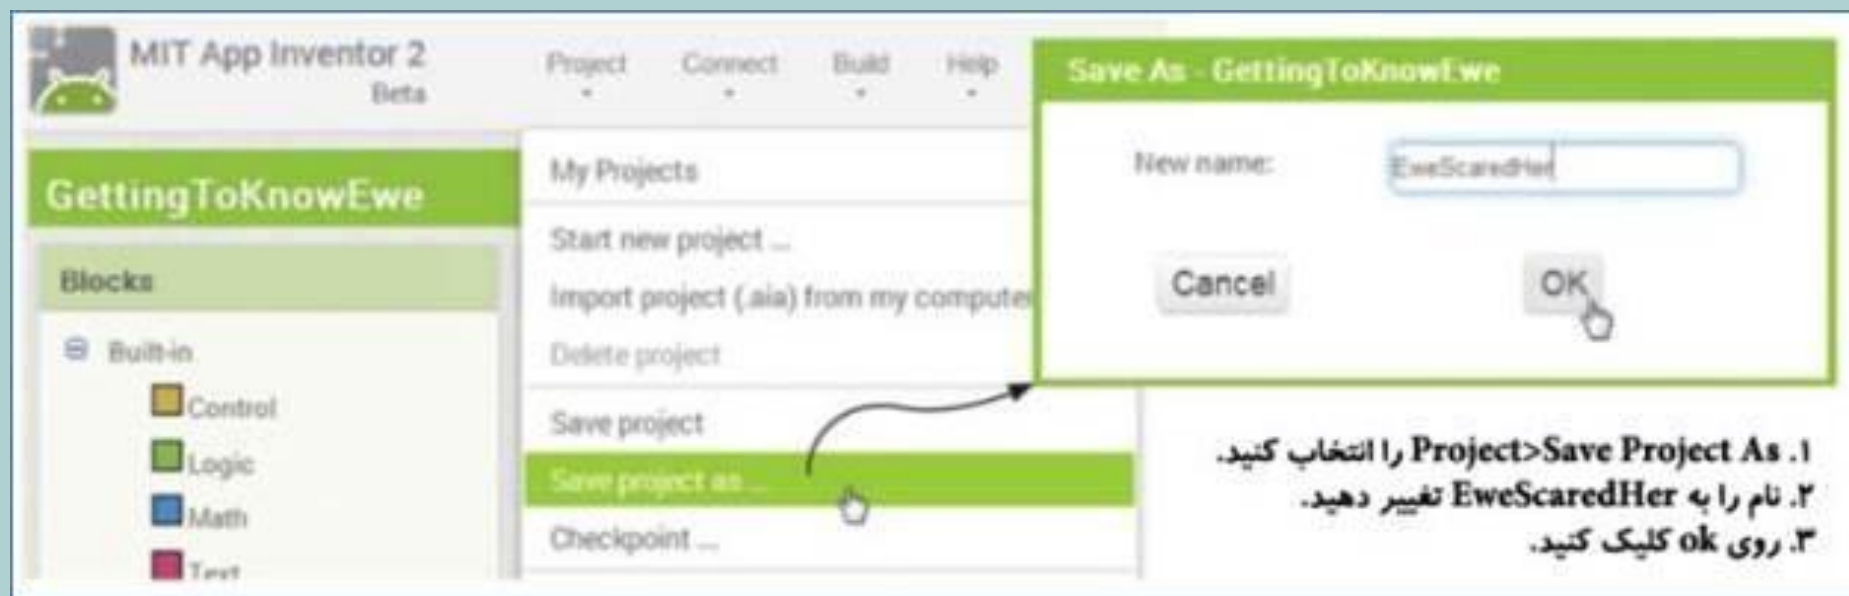 MIT App Inventor 2
Beta
Project
Connect
Build
Help
GettingToKnowEwe
Blocks
Built-in
Control
Logic
Math
Text
My Projects
Start new project ...
Import project (.aia) from my computer
Delete project
Save project
Save project as ...
Checkpoint ...
Save As - GettingToKnowEwe
New name:
EweScaredHer
Cancel
OK
۱. Project>Save Project As را انتخاب کنید.
۲. نام را به EweScaredHer تغییر دهید.
۳. روی ok کلیک کنید.